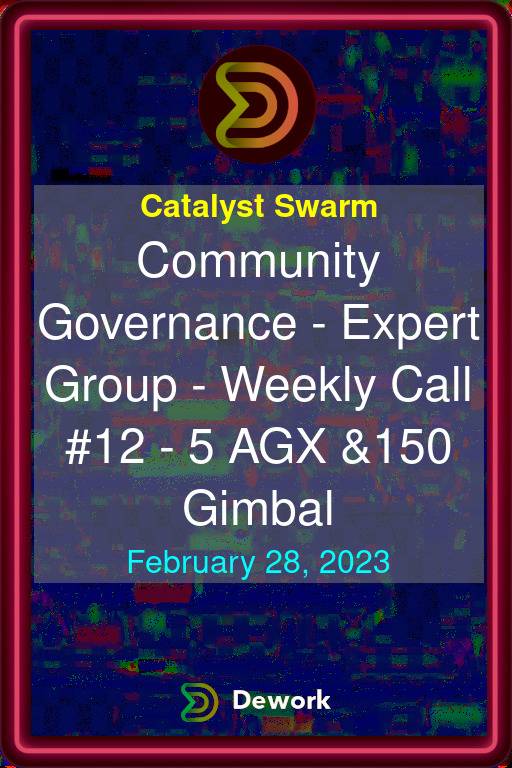 Catalyst Swarm
Community
Governance - Expert
Group - Weekly Call
#12 - 5 AGX &150
Gimbal
February 28, 2023
Dework